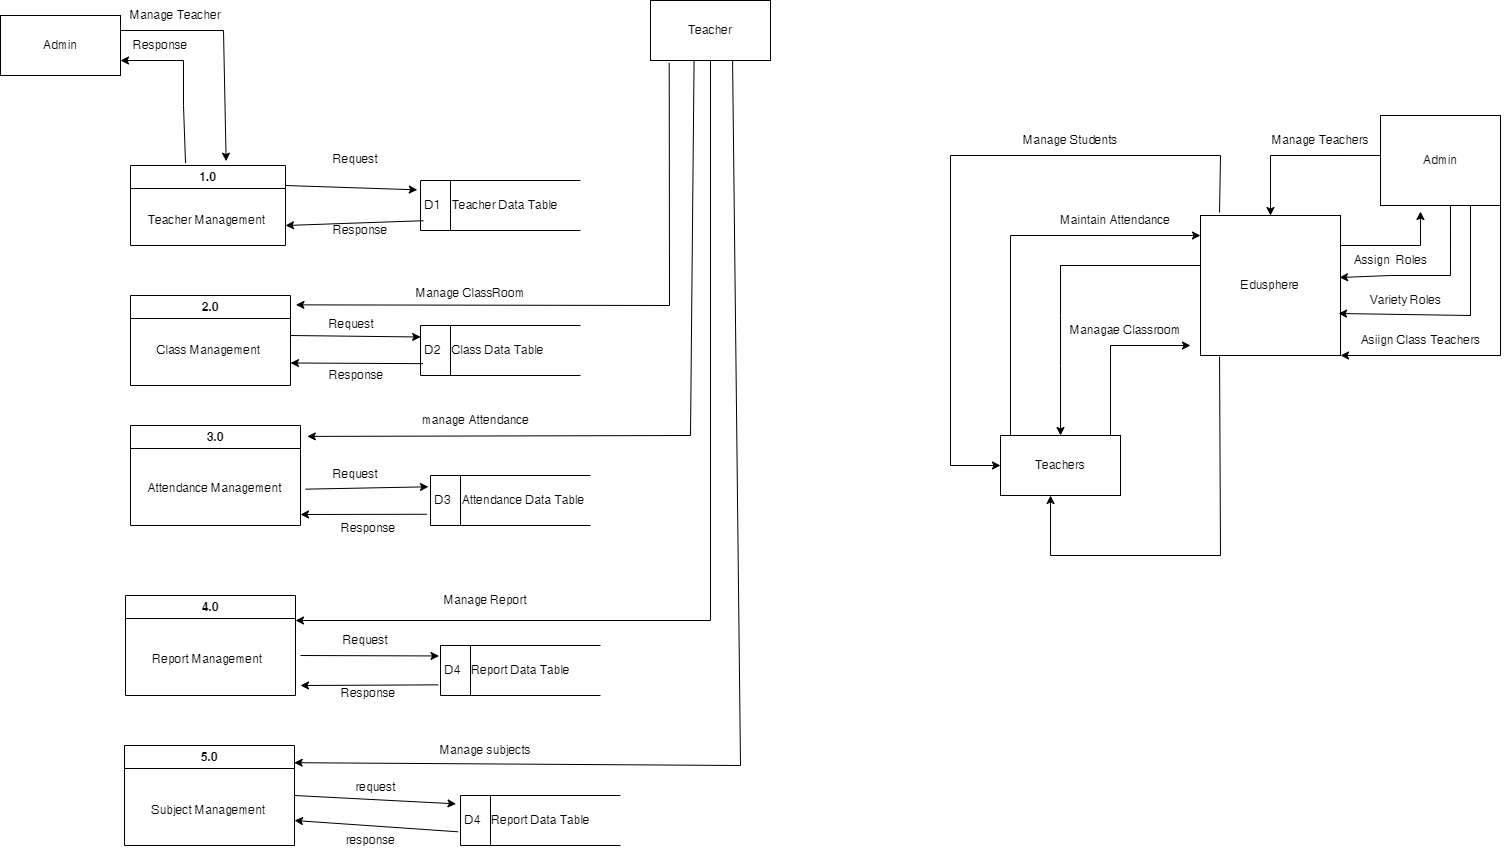 Manage Teacher
Admin
Response
1.0
Teacher Management
Request
D1
Teacher Data Table
Response
Teacher
Manage ClassRoom
2.0
Class Management
Request
D2
Class Data Table
Response
manage Attendance
3.0
Attendance Management
Request
D3
Attendance Data Table
Response
Manage Report
4.0
Report Management
Request
D4
Report Data Table
Response
Manage subjects
5.0
Subject Management
request
D4
Report Data Table
response
Manage Students
Manage Teachers
Admin
Maintain Attendance
Edusphere
Assign Roles
Variety Roles
Managae Classroom
Asiign Class Teachers
Teachers